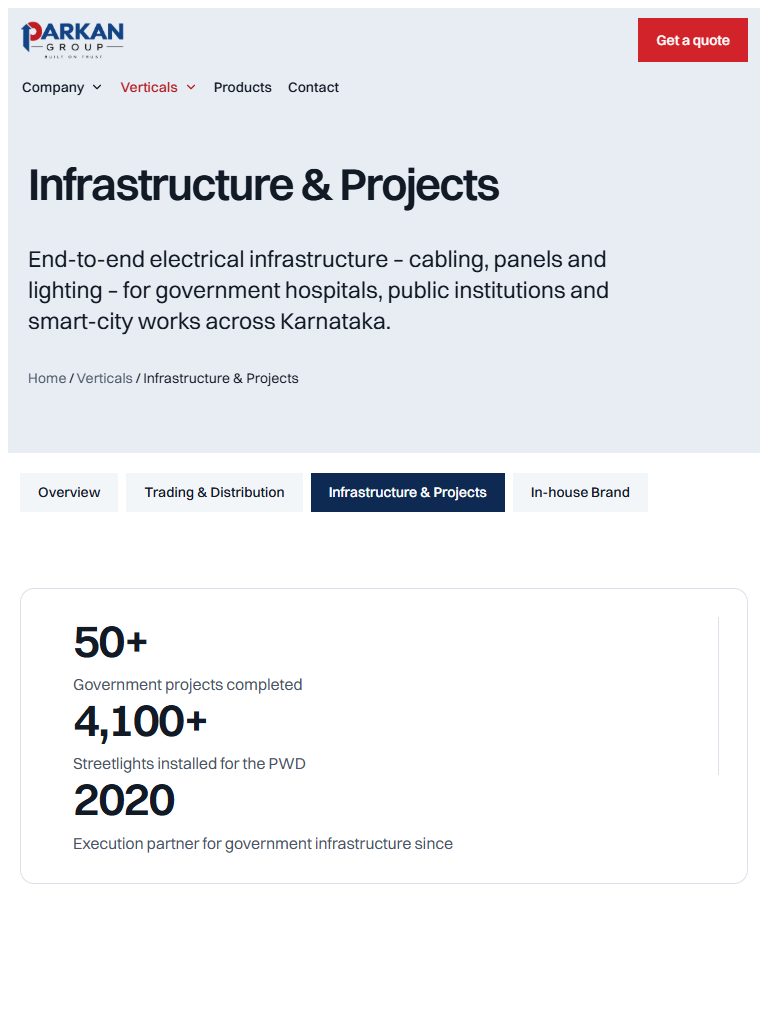 PARKAN
GROUP
BUILT ON TRUST
Get a quote
Company
Verticals
Products
Contact
Infrastructure & Projects
End-to-end electrical infrastructure – cabling, panels and
lighting – for government hospitals, public institutions and
smart-city works across Karnataka.
Home / Verticals / Infrastructure & Projects
Overview
Trading & Distribution
Infrastructure & Projects
In-house Brand
50+
Government projects completed
4,100+
Streetlights installed for the PWD
2020
Execution partner for government infrastructure since